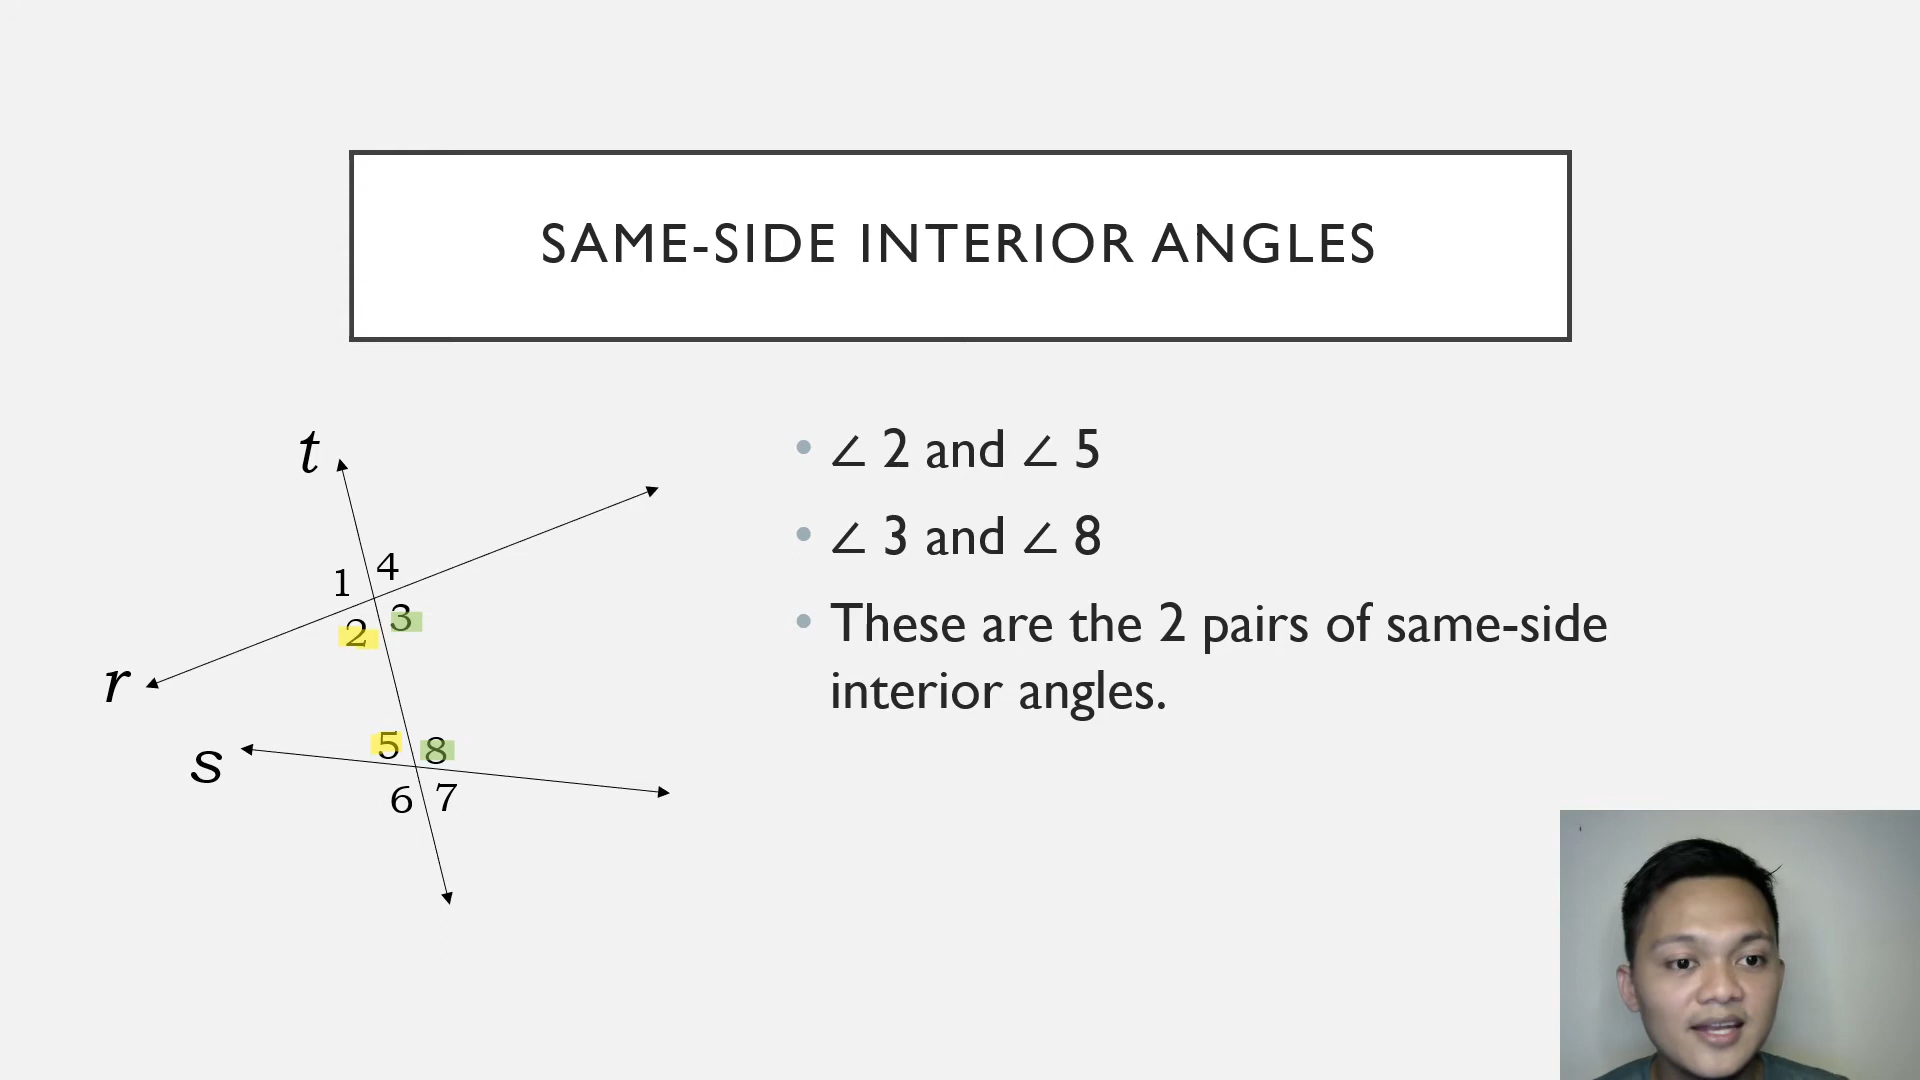 SAME-SIDE INTERIOR ANGLES
t
1 4
2 3
r
s
5 8
6 7
• ∠ 2 and ∠ 5
• ∠ 3 and ∠ 8
• These are the 2 pairs of same-side
interior angles.